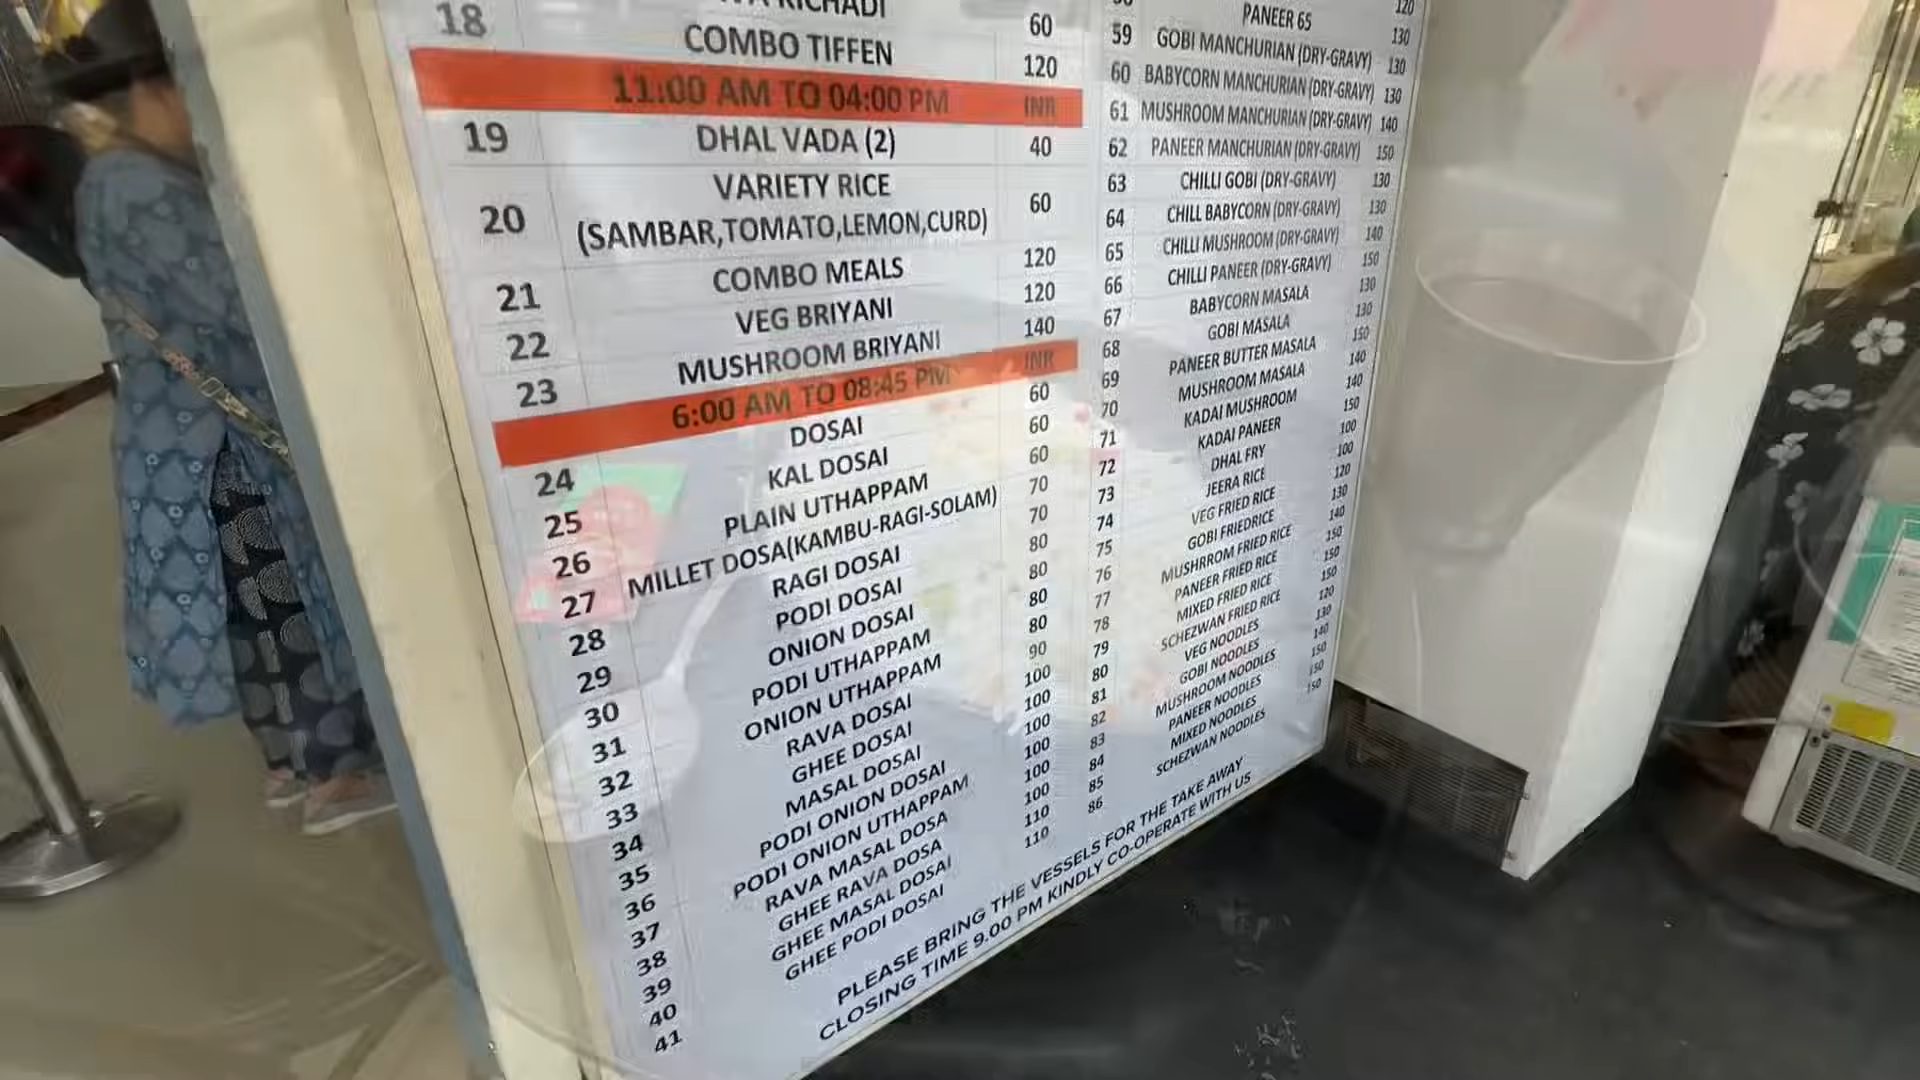 18 COMBO TIFFEN 60
120
11:00 AM TO 04:00 PM INR
19 DHAL VADA (2) 40
20 VARIETY RICE
(SAMBAR,TOMATO,LEMON,CURD) 60
21 COMBO MEALS 120
22 VEG BRIYANI 120
23 MUSHROOM BRIYANI 140
6:00 AM TO 08:45 PM INR
24 DOSAI 60
25 KAL DOSAI 60
26 PLAIN UTHAPPAM 60
27 MILLET DOSA(KAMBU-RAGI-SOLAM) 70
28 RAGI DOSAI 70
29 PODI DOSAI 80
30 ONION DOSAI 80
31 PODI UTHAPPAM 80
32 ONION UTHAPPAM 80
33 RAVA DOSAI 90
34 GHEE DOSAI 100
35 MASAL DOSAI 100
36 PODI ONION DOSAI 100
37 PODI ONION UTHAPPAM 100
38 RAVA MASAL DOSA 100
39 GHEE RAVA DOSA 100
40 GHEE MASAL DOSAI 110
41 GHEE PODI DOSAI 110
PANEER 65 120
59 GOBI MANCHURIAN (DRY-GRAVY) 130
60 BABYCORN MANCHURIAN (DRY-GRAVY) 130
61 MUSHROOM MANCHURIAN (DRY-GRAVY) 130
62 PANEER MANCHURIAN (DRY-GRAVY) 140
63 CHILLI GOBI (DRY-GRAVY) 150
64 CHILL BABYCORN (DRY-GRAVY) 130
65 CHILLI MUSHROOM (DRY-GRAVY) 130
66 CHILLI PANEER (DRY-GRAVY) 140
67 BABYCORN MASALA 150
68 GOBI MASALA 130
69 PANEER BUTTER MASALA 130
70 MUSHROOM MASALA 150
71 KADAI MUSHROOM 140
72 KADAI PANEER 140
73 DHAL FRY 150
74 JEERA RICE 100
75 VEG FRIED RICE 100
76 GOBI FRIEDRICE 120
77 MUSHRROM FRIED RICE 130
78 PANEER FRIED RICE 140
79 MIXED FRIED RICE 150
80 SCHEZWAN FRIED RICE 150
81 VEG NOODLES 150
82 GOBI NOODLES 120
83 MUSHROOM NOODLES 130
84 PANEER NOODLES 140
85 MIXED NOODLES 150
86 SCHEZWAN NOODLES 150
150
PLEASE BRING THE VESSELS FOR THE TAKE AWAY
CLOSING TIME 9.00 PM KINDLY CO-OPERATE WITH US